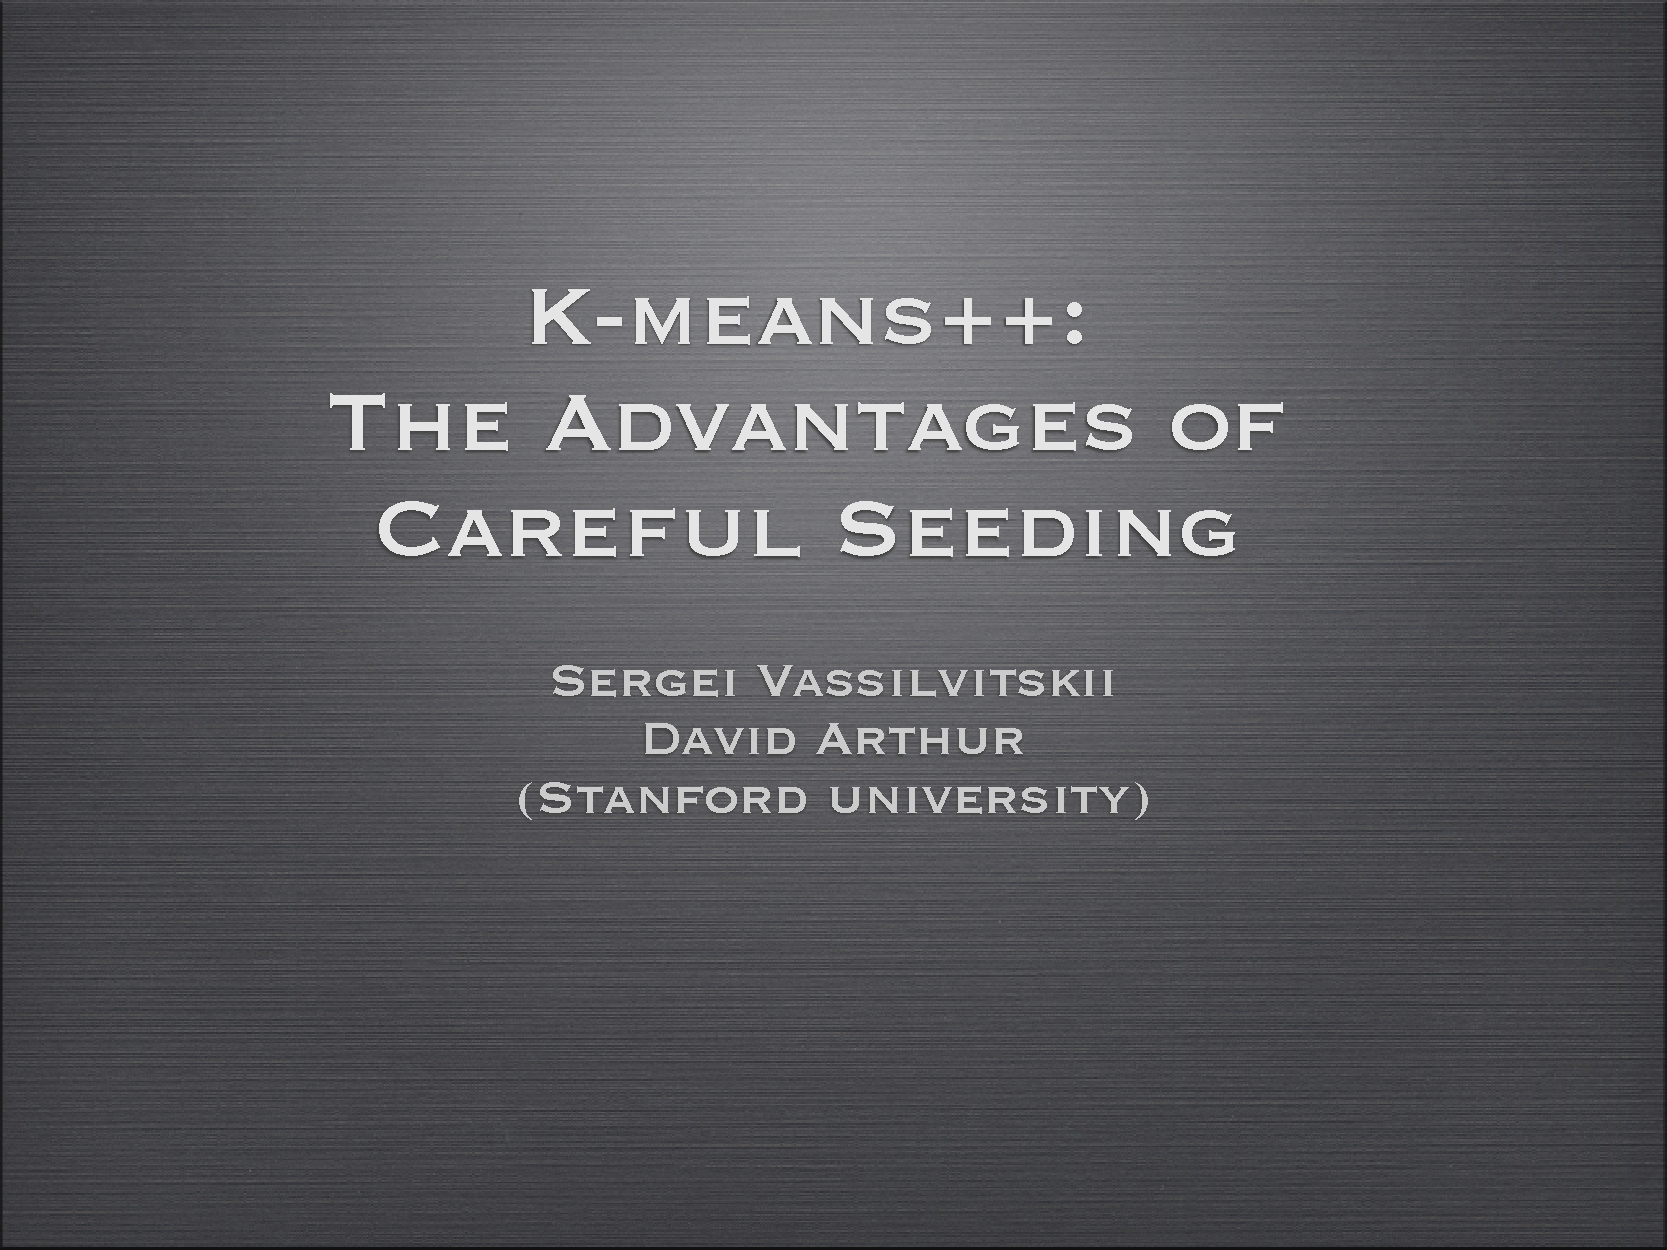 K-means++:
The Advantages of
Careful Seeding
Sergei Vassilvitskii
David Arthur
(Stanford university)